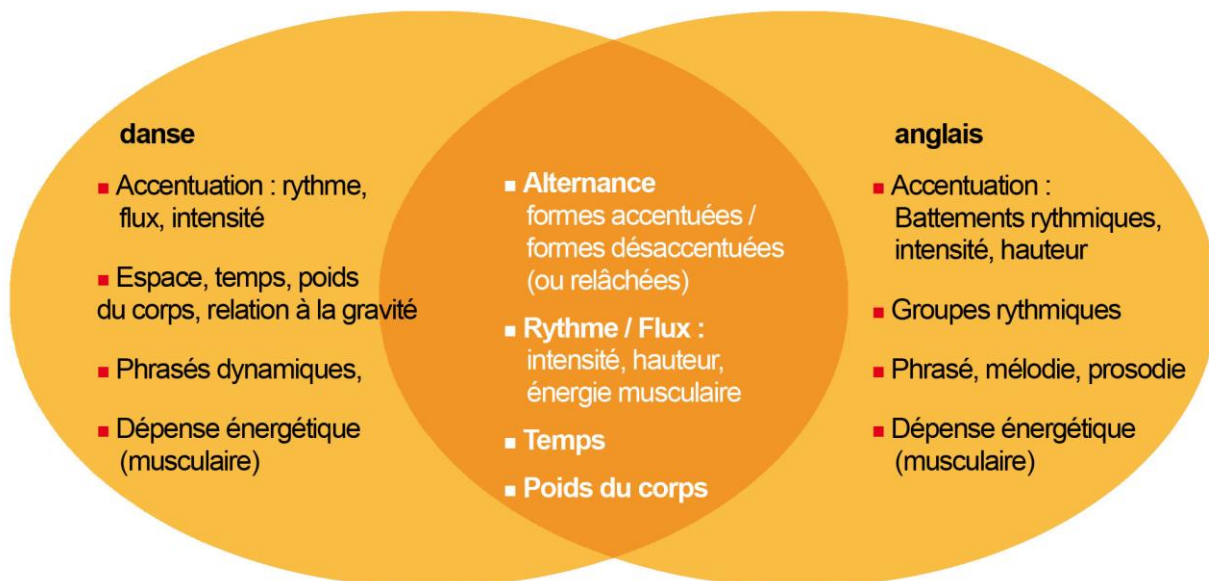 danse
▪ Accentuation : rythme,
flux, intensité
▪ Espace, temps, poids
du corps, relation à la gravité
▪ Phrasés dynamiques,
▪ Dépense énergétique
(musculaire)
▪ Alternance
formes accentuées /
formes désaccentuées
(ou relâchées)
▪ Rythme / Flux :
intensité, hauteur,
énergie musculaire
▪ Temps
▪ Poids du corps
anglais
▪ Accentuation :
Battements rythmiques,
intensité, hauteur
▪ Groupes rythmiques
▪ Phrasé, mélodie, prosodie
▪ Dépense énergétique
(musculaire)